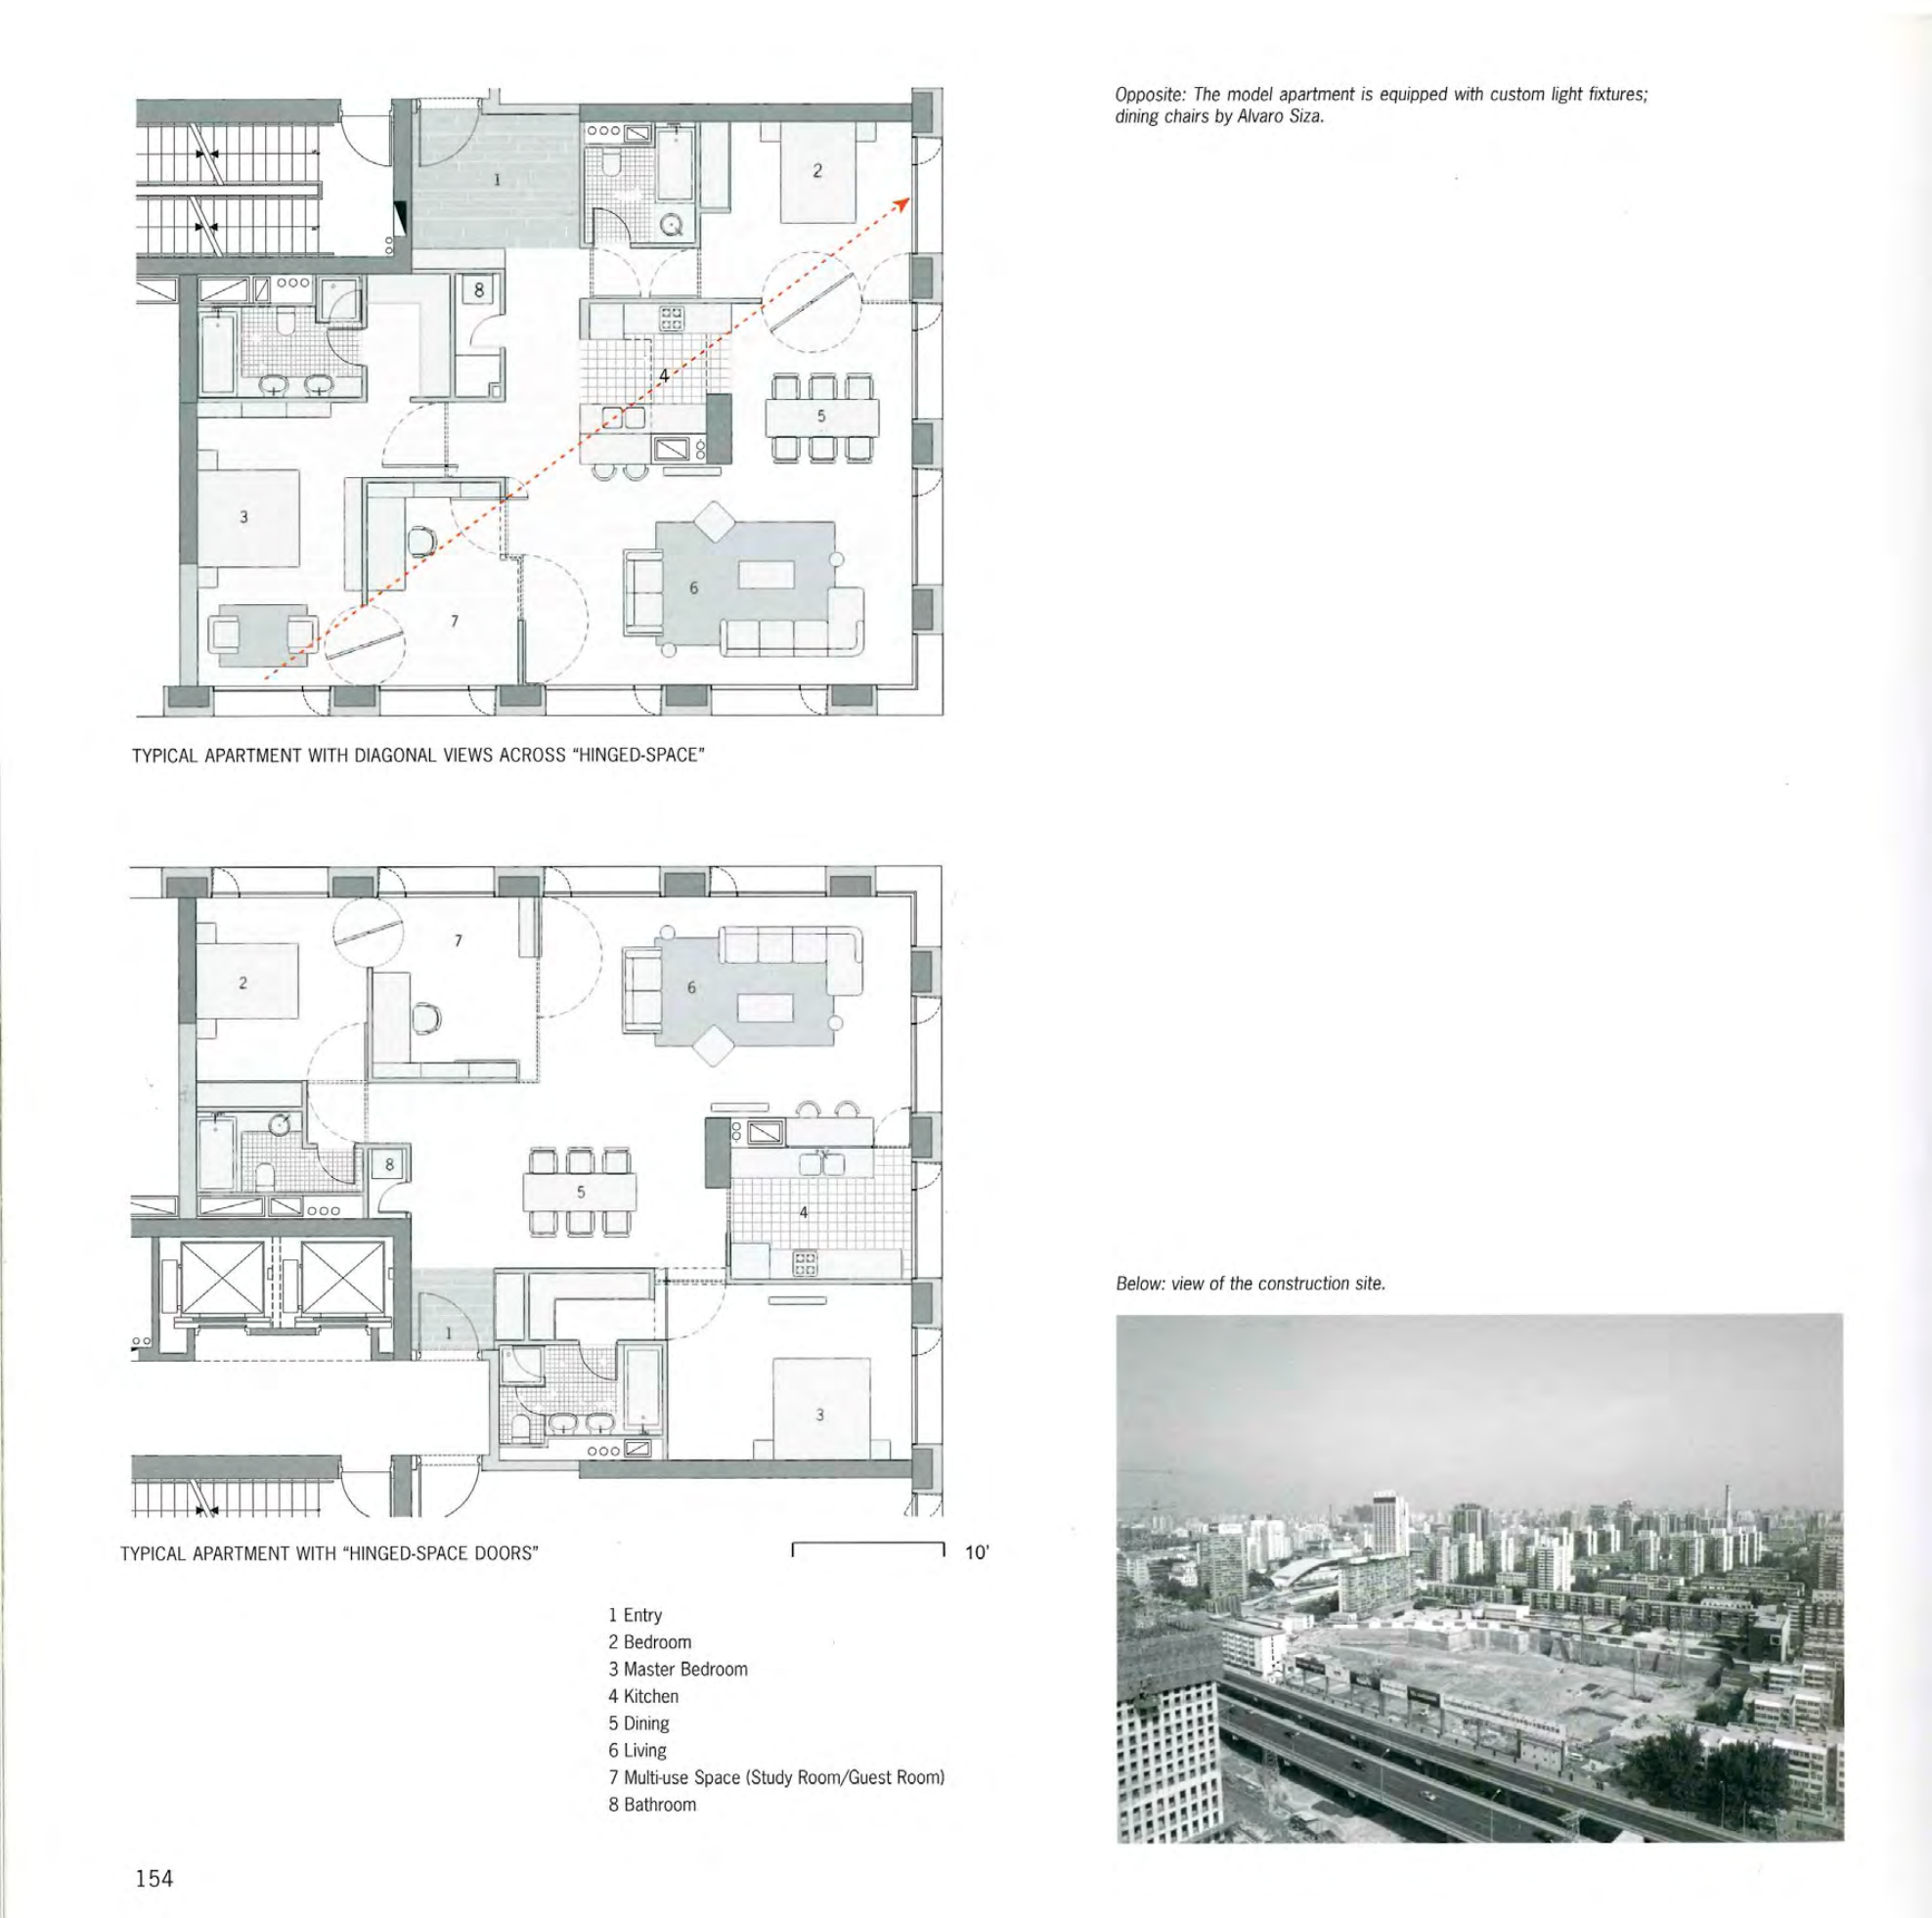 Opposite: The model apartment is equipped with custom light fixtures;
dining chairs by Alvaro Siza.
1
2
8
4
5
3
6
7
TYPICAL APARTMENT WITH DIAGONAL VIEWS ACROSS “HINGED-SPACE”
7
2
6
8
5
4
1
3
TYPICAL APARTMENT WITH “HINGED-SPACE DOORS”
10'
Below: view of the construction site.
1 Entry
2 Bedroom
3 Master Bedroom
4 Kitchen
5 Dining
6 Living
7 Multi-use Space (Study Room/Guest Room)
8 Bathroom
154